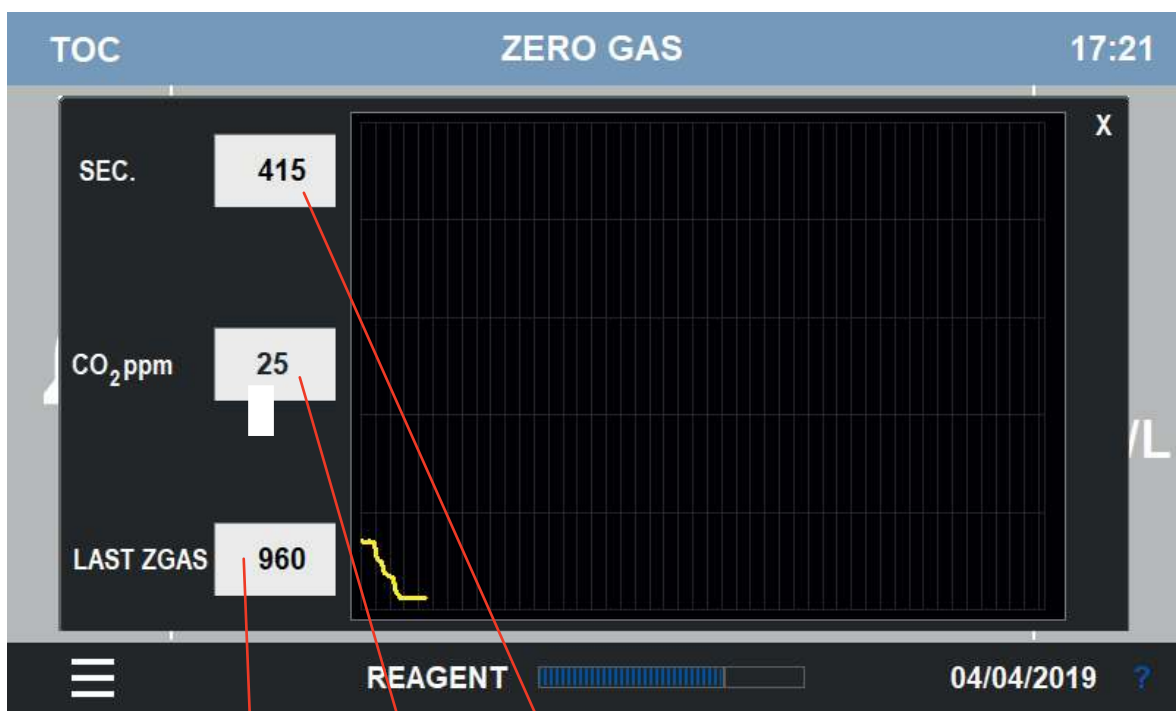 TOC ZERO GAS 17:21
X
SEC. 415
CO₂ppm 25
/L
LAST ZGAS 960
REAGENT 04/04/2019 ?